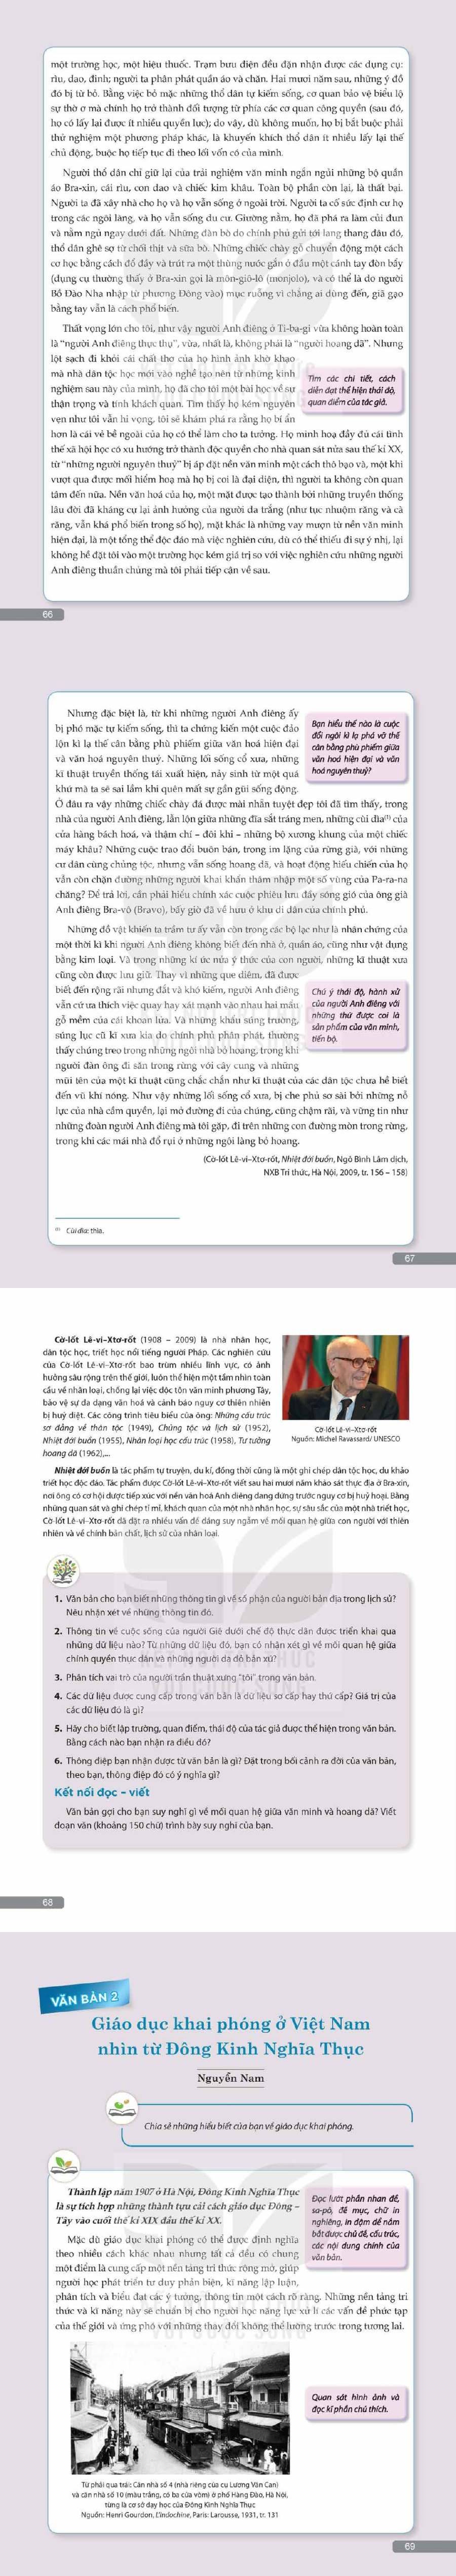 một trường học, một hiệu thuốc. Trạm bưu điện đều đặn nhận được các dụng cụ:
rìu, dao, đinh; người ta phân phát quần áo và chăn. Hai mươi năm sau, những ý đồ
đó bị từ bỏ. Bằng việc bỏ mặc những thổ dân tự kiếm sống, cơ quan bảo vệ biểu lộ
sự thờ ơ mà chính họ trở thành đối tượng từ phía các cơ quan công quyền (sau đó,
họ có lấy lại được ít nhiều quyền lực); do vậy, dù không muốn, họ bị bắt buộc phải
thử nghiệm một phương pháp khác, là khuyến khích thổ dân ít nhiều lấy lại thế
chủ động, buộc họ tiếp tục đi theo lối vốn có của mình.
Người thổ dân chỉ giữ lại của trải nghiệm văn minh ngắn ngủi những bộ quần
áo Bra-xin, cái rìu, con dao và chiếc kim khâu. Toàn bộ phần còn lại, là thất bại.
Người ta đã xây nhà cho họ và họ vẫn sống ở ngoài trời. Người ta cố sức định cư họ
trong các ngôi làng, và họ vẫn sống du cư. Giường nằm, họ đã phá ra làm củi đun
và nằm ngủ ngay dưới đất. Những đàn bò do chính phủ gửi tới lang thang đâu đó,
thổ dân ghê sợ từ chối thịt và sữa bò. Những chiếc chày gỗ chuyển động một cách
cơ học bằng cách đổ đầy và trút ra một thùng nước gắn ở đầu một cánh tay đòn bẩy
(dụng cụ thường thấy ở Bra-xin gọi là môn-giô-lô (monjolo), và có thể là do người
Bồ Đào Nha nhập từ phương Đông vào) mục ruỗng vì chẳng ai dùng đến, giã gạo
bằng tay vẫn là cách phổ biến.
Thất vọng lớn cho tôi, như vậy người Anh điêng ở Ti-ba-gi vừa không hoàn toàn
là “người Anh điêng thực thụ”, vừa, nhất là, không phải là “người hoang dã”. Nhưng
lột sạch đi khỏi cái chất thơ của họ hình ảnh khờ khạo
mà nhà dân tộc học mới vào nghề tạo nên từ những kinh
nghiệm sau này của mình, họ đã cho tôi một bài học về sự
thận trọng và tính khách quan. Tìm thấy họ kém nguyên
vẹn như tôi vẫn hi vọng, tôi sẽ khám phá ra rằng họ bí ẩn
hơn là cái vẻ bề ngoài của họ có thể làm cho ta tưởng. Họ minh hoạ đầy đủ cái tình
thế xã hội học có xu hướng trở thành độc quyền cho nhà quan sát nửa sau thế kỉ XX,
từ “những người nguyên thuỷ” bị áp đặt nền văn minh một cách thô bạo và, một khi
vượt qua được mối hiểm hoạ mà họ bị coi là đại diện, thì người ta không còn quan
tâm đến nữa. Nền văn hoá của họ, một mặt được tạo thành bởi những truyền thống
lâu đời đã kháng cự lại ảnh hưởng của người da trắng (như tục nhuộm răng và cà
răng, vẫn khá phổ biến trong số họ), mặt khác là những vay mượn từ nền văn minh
hiện đại, là một tổng thể độc đáo mà việc nghiên cứu, dù có thể thiếu đi sự ý nhị, lại
không hề đặt tôi vào một trường học kém giá trị so với việc nghiên cứu những người
Anh điêng thuần chủng mà tôi phải tiếp cận về sau.
Tìm các chi tiết, cách
diễn đạt thể hiện thái độ,
quan điểm của tác giả.
66
Nhưng đặc biệt là, từ khi những người Anh điêng ấy
bị phó mặc tự kiếm sống, thì ta chứng kiến một cuộc đảo
lộn kì lạ thế cân bằng phù phiếm giữa văn hoá hiện đại
và văn hoá nguyên thuỷ. Những lối sống cổ xưa, những
kĩ thuật truyền thống tái xuất hiện, nảy sinh từ một quá
khứ mà ta sẽ sai lầm khi quên mất sự gần gũi sống động.
Ở đâu ra vậy những chiếc chày đá được mài nhẵn tuyệt đẹp tôi đã tìm thấy, trong
nhà của người Anh điêng, lẫn lộn giữa những đĩa sắt tráng men, những cùi dìa(1) của
của hàng bách hoá, và thậm chí – đôi khi – những bộ xương khung của một chiếc
máy khâu? Những cuộc trao đổi buôn bán, trong im lặng của rừng già, với những
cư dân cùng chủng tộc, nhưng vẫn sống hoang dã, và hoạt động hiếu chiến của họ
vẫn còn chặn đường những người khai khẩn thâm nhập một số vùng của Pa-ra-na
chăng? Để trả lời, cần phải hiểu chính xác cuộc phiêu lưu đầy sóng gió của ông già
Anh điêng Bra-vô (Bravo), bấy giờ đã về hưu ở khu di dân của chính phủ.
Bạn hiểu thế nào là cuộc
đổi ngôi kì lạ phá vỡ thế
cân bằng phù phiếm giữa
văn hoá hiện đại và văn
hoá nguyên thuỷ?
Những đồ vật khiến ta trầm tư ấy vẫn còn trong các bộ lạc như là nhân chứng của
một thời kì khi người Anh điêng không biết đến nhà ở, quần áo, cũng như vật dụng
bằng kim loại. Và trong những kí ức nửa ý thức của con người, những kĩ thuật xưa
cũng còn được lưu giữ. Thay vì những que diêm, đã được
biết đến rộng rãi nhưng đắt và khó kiếm, người Anh điêng
vẫn cứ ưa thích việc quay hay xát mạnh vào nhau hai mẩu
gỗ mềm của cái khoan lửa. Và những khẩu súng trường,
súng lục cũ kĩ xưa kia do chính phủ phân phát, thường
thấy chúng treo trong những ngôi nhà bỏ hoang, trong khi
người đàn ông đi săn trong rừng với cây cung và những
mũi tên của một kĩ thuật cũng chắc chắn như kĩ thuật của các dân tộc chưa hề biết
đến vũ khí nóng. Như vậy những lối sống cổ xưa, bị che phủ sơ sài bởi những nỗ
lực của nhà cầm quyền, lại mở đường đi của chúng, cũng chậm rãi, và vững tin như
những đoàn người Anh điêng mà tôi gặp, đi trên những con đường mòn trong rừng,
trong khi các mái nhà đổ rụi ở những ngôi làng bỏ hoang.
Chú ý thái độ, hành xử
của người Anh điêng với
những thứ được coi là
sản phẩm của văn minh,
tiến bộ.
(Cờ-lốt Lê-vi–Xtơ-rốt, Nhiệt đới buồn, Ngô Bình Lâm dịch,
NXB Tri thức, Hà Nội, 2009, tr. 156 – 158)
(1) Cùi dìa: thìa.
67
Cờ-lốt Lê-vi–Xtơ-rốt (1908 – 2009) là nhà nhân học,
dân tộc học, triết học nổi tiếng người Pháp. Các nghiên cứu
của Cờ-lốt Lê-vi–Xtơ-rốt bao trùm nhiều lĩnh vực, có ảnh
hưởng sâu rộng trên thế giới, luôn thể hiện một tầm nhìn toàn
cầu về nhân loại, chống lại việc độc tôn văn minh phương Tây,
bảo vệ sự đa dạng văn hoá và cảnh báo nguy cơ thiên nhiên
bị huỷ diệt. Các công trình tiêu biểu của ông: Những cấu trúc
sơ đẳng về thân tộc (1949), Chủng tộc và lịch sử (1952),
Nhiệt đới buồn (1955), Nhân loại học cấu trúc (1958), Tư tưởng
hoang dã (1962),...
Cờ-lốt Lê-vi–Xtơ-rốt
Nguồn: Michel Ravassard/ UNESCO
Nhiệt đới buồn là tác phẩm tự truyện, du kí, đồng thời cũng là một ghi chép dân tộc học, du khảo
triết học độc đáo. Tác phẩm được Cờ-lốt Lê-vi–Xtơ-rốt viết sau hai mươi năm khảo sát thực địa ở Bra-xin,
nơi ông có cơ hội được tiếp xúc với nền văn hoá Anh điêng đang đứng trước nguy cơ bị huỷ hoại. Bằng
những quan sát và ghi chép tỉ mỉ, khách quan của một nhà nhân học, sự sâu sắc của một nhà triết học,
Cờ-lốt Lê-vi–Xtơ-rốt đã đặt ra nhiều vấn đề đáng suy ngẫm về mối quan hệ giữa con người với thiên
nhiên và về chính bản chất, lịch sử của nhân loại.
1. Văn bản cho bạn biết những thông tin gì về số phận của người bản địa trong lịch sử?
Nêu nhận xét về những thông tin đó.
2. Thông tin về cuộc sống của người Giê dưới chế độ thực dân được triển khai qua
những dữ liệu nào? Từ những dữ liệu đó, bạn có nhận xét gì về mối quan hệ giữa
chính quyền thực dân và những người da đỏ bản xứ?
3. Phân tích vai trò của người trần thuật xưng “tôi” trong văn bản.
4. Các dữ liệu được cung cấp trong văn bản là dữ liệu sơ cấp hay thứ cấp? Giá trị của
các dữ liệu đó là gì?
5. Hãy cho biết lập trường, quan điểm, thái độ của tác giả được thể hiện trong văn bản.
Bằng cách nào bạn nhận ra điều đó?
6. Thông điệp bạn nhận được từ văn bản là gì? Đặt trong bối cảnh ra đời của văn bản,
theo bạn, thông điệp đó có ý nghĩa gì?
Kết nối đọc – viết
Văn bản gợi cho bạn suy nghĩ gì về mối quan hệ giữa văn minh và hoang dã? Viết
đoạn văn (khoảng 150 chữ) trình bày suy nghĩ của bạn.
68
VĂN BẢN 2
Giáo dục khai phóng ở Việt Nam
nhìn từ Đông Kinh Nghĩa Thục
Nguyễn Nam
Chia sẻ những hiểu biết của bạn về giáo dục khai phóng.
Thành lập năm 1907 ở Hà Nội, Đông Kinh Nghĩa Thục
là sự tích hợp những thành tựu cải cách giáo dục Đông –
Tây vào cuối thế kỉ XIX đầu thế kỉ XX.
Mặc dù giáo dục khai phóng có thể được định nghĩa
theo nhiều cách khác nhau nhưng tất cả đều có chung
một điểm là cung cấp một nền tảng tri thức rộng mở, giúp
người học phát triển tư duy phản biện, kĩ năng lập luận,
phân tích và biểu đạt các ý tưởng, thông tin một cách rõ ràng. Những nền tảng tri
thức và kĩ năng này sẽ chuẩn bị cho người học năng lực xử lí các vấn đề phức tạp
của thế giới và ứng phó với những thay đổi không thể lường trước trong tương lai.
Đọc lướt phần nhan đề,
sa-pô, đề mục, chữ in
nghiêng, in đậm để nắm
bắt được chủ đề, cấu trúc,
các nội dung chính của
văn bản.
Quan sát hình ảnh và
đọc kĩ phần chú thích.
Từ phải qua trái: Căn nhà số 4 (nhà riêng của cụ Lương Văn Can)
và căn nhà số 10 (màu trắng, có ba cửa vòm) ở phố Hàng Đào, Hà Nội,
từng là cơ sở dạy học của Đông Kinh Nghĩa Thục
Nguồn: Henri Gourdon, L'indochine, Paris: Larousse, 1931, tr. 131
69
KẾT NỐI TRI THỨC
VỚI CUỘC SỐNG